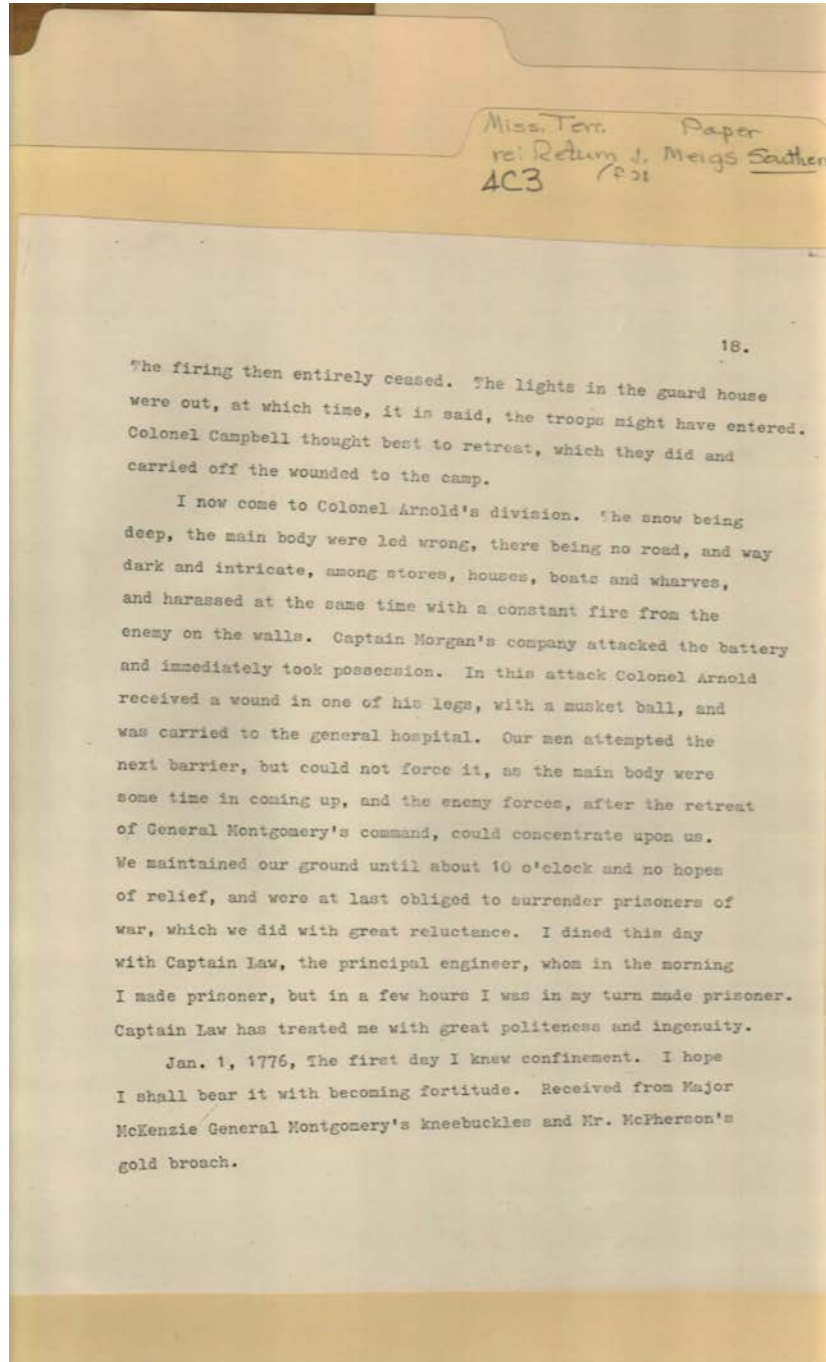 Miss. Terr. Paper
re: Return J. Meigs Souther
4C3
18.
The firing then entirely ceased. The lights in the guard house
were out, at which time, it is said, the troops might have entered.
Colonel Campbell thought best to retreat, which they did and
carried off the wounded to the camp.
I now come to Colonel Arnold's division. The snow being
deep, the main body were led wrong, there being no road, and way
dark and intricate, among stores, houses, boats and wharves,
and harassed at the same time with a constant fire from the
enemy on the walls. Captain Morgan's company attacked the battery
and immediately took possession. In this attack Colonel Arnold
received a wound in one of his legs, with a musket ball, and
was carried to the general hospital. Our men attempted the
next barrier, but could not force it, as the main body were
some time in coming up, and the enemy forces, after the retreat
of General Montgomery's command, could concentrate upon us.
We maintained our ground until about 10 o'clock and no hopes
of relief, and were at last obliged to surrender prisoners of
war, which we did with great reluctance. I dined this day
with Captain Law, the principal engineer, whom in the morning
I made prisoner, but in a few hours I was in my turn made prisoner.
Captain Law has treated me with great politeness and ingenuity.
Jan. 1, 1776, The first day I knew confinement. I hope
I shall bear it with becoming fortitude. Received from Major
McKenzie General Montgomery's kneebuckles and Mr. McPherson's
gold broach.